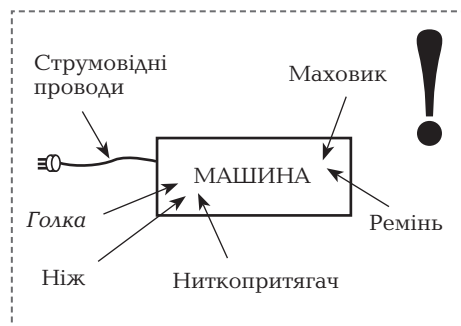 Струмовідні
проводи
Маховик
МАШИНА
Голка
Ремінь
Ніж
Ниткопритягач
!